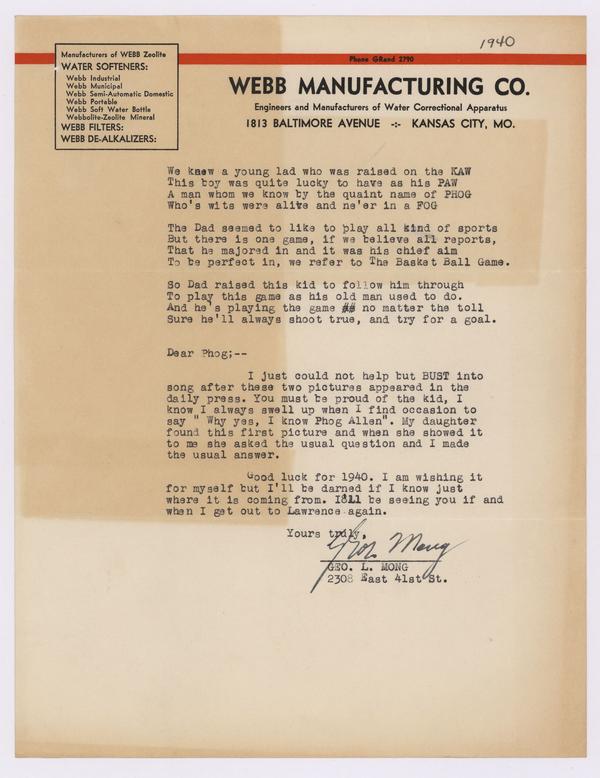 1940
Manufacturers of WEBB Zeolite
WATER SOFTENERS:
Webb Industrial
Webb Municipal
Webb Semi-Automatic Domestic
Webb Portable
Webb Soft Water Bottle
Webbolite-Zeolite Mineral
WEBB FILTERS:
WEBB DE-ALKALIZERS:
Phone GRand 2790
WEBB MANUFACTURING CO.
Engineers and Manufacturers of Water Correctional Apparatus
1813 BALTIMORE AVENUE -:- KANSAS CITY, MO.
We knew a young lad who was raised on the KAW
This boy was quite lucky to have as his PAW
A man whom we know by the quaint name of PHOG
Who's wits were alive and ne'er in a FOG
The Dad seemed to like to play all kind of sports
But there is one game, if we believe all reports,
That he majored in and it was his chief aim
To be perfect in, we refer to The Basket Ball Game.
So Dad raised this kid to follow him through
To play this game as his old man used to do.
And he's playing the game ## no matter the toll
Sure he'll always shoot true, and try for a goal.
Dear Phog;--
I just could not help but BUST into
song after these two pictures appeared in the
daily press. You must be proud of the kid, I
know I always swell up when I find occasion to
say " Why yes, I know Phog Allen". My daughter
found this first picture and when she showed it
to me she asked the usual question and I made
the usual answer.
Good luck for 1940. I am wishing it
for myself but I'll be darned if I know just
where it is coming from. I'll be seeing you if and
when I get out to Lawrence again.
Yours truly,
Geo. Mong
GEO. L. MONG
2308 East 41st St.